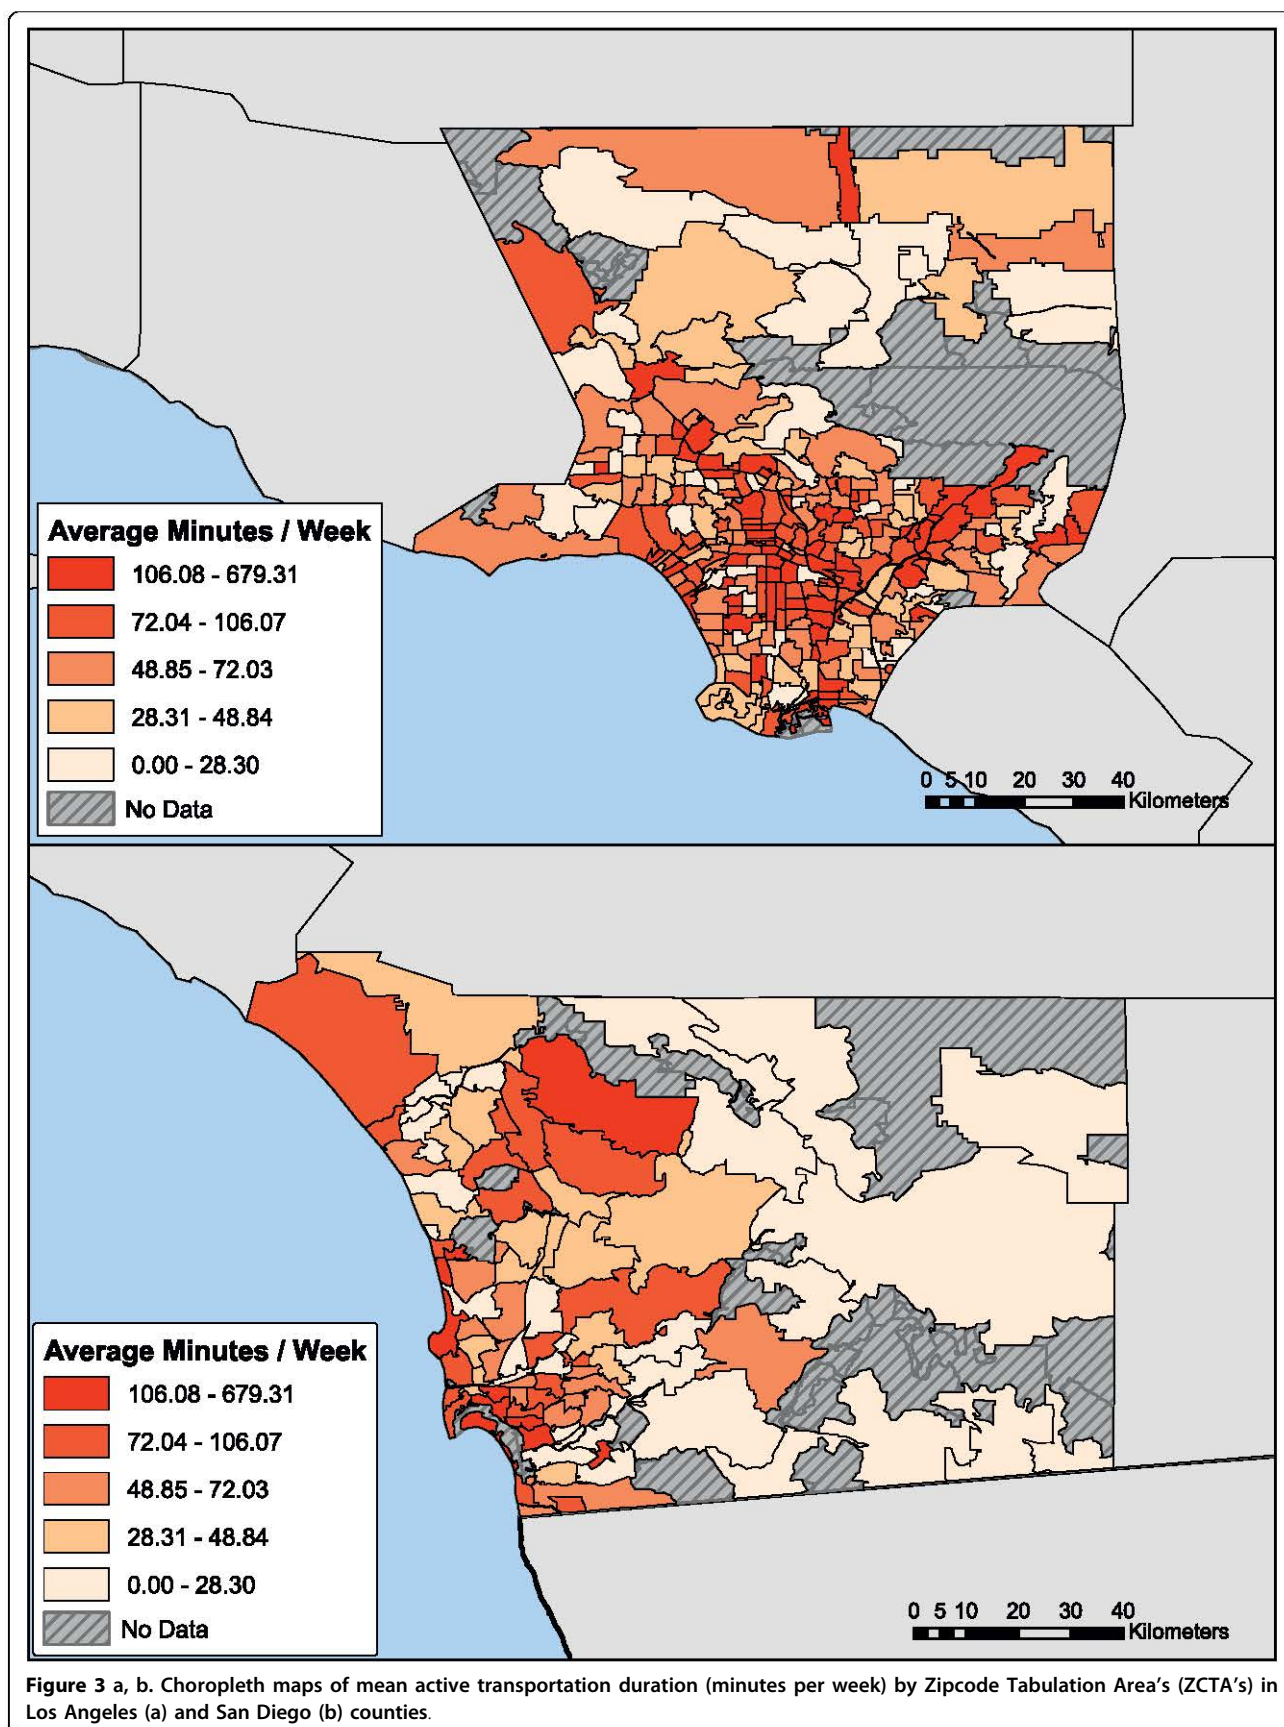 Average Minutes / Week
106.08 - 679.31
72.04 - 106.07
48.85 - 72.03
28.31 - 48.84
0.00 - 28.30
No Data
0 5 10 20 30 40
Kilometers
Average Minutes / Week
106.08 - 679.31
72.04 - 106.07
48.85 - 72.03
28.31 - 48.84
0.00 - 28.30
No Data
0 5 10 20 30 40
Kilometers
Figure 3 a, b. Choropleth maps of mean active transportation duration (minutes per week) by Zipcode Tabulation Area's (ZCTA's) in
Los Angeles (a) and San Diego (b) counties.